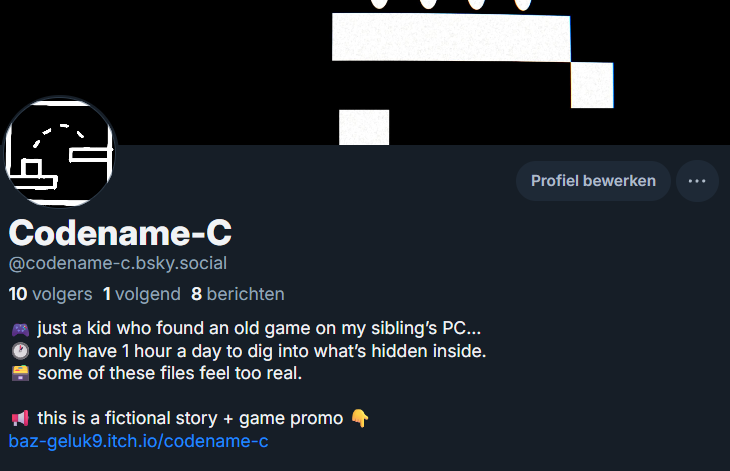 Profiel bewerken
Codename-C
@codename-c.bsky.social
10 volgers 1 volgend 8 berichten
🎮 just a kid who found an old game on my sibling’s PC...
🕐 only have 1 hour a day to dig into what’s hidden inside.
🗃️ some of these files feel too real.
📢 this is a fictional story + game promo 👇
baz-geluk9.itch.io/codename-c